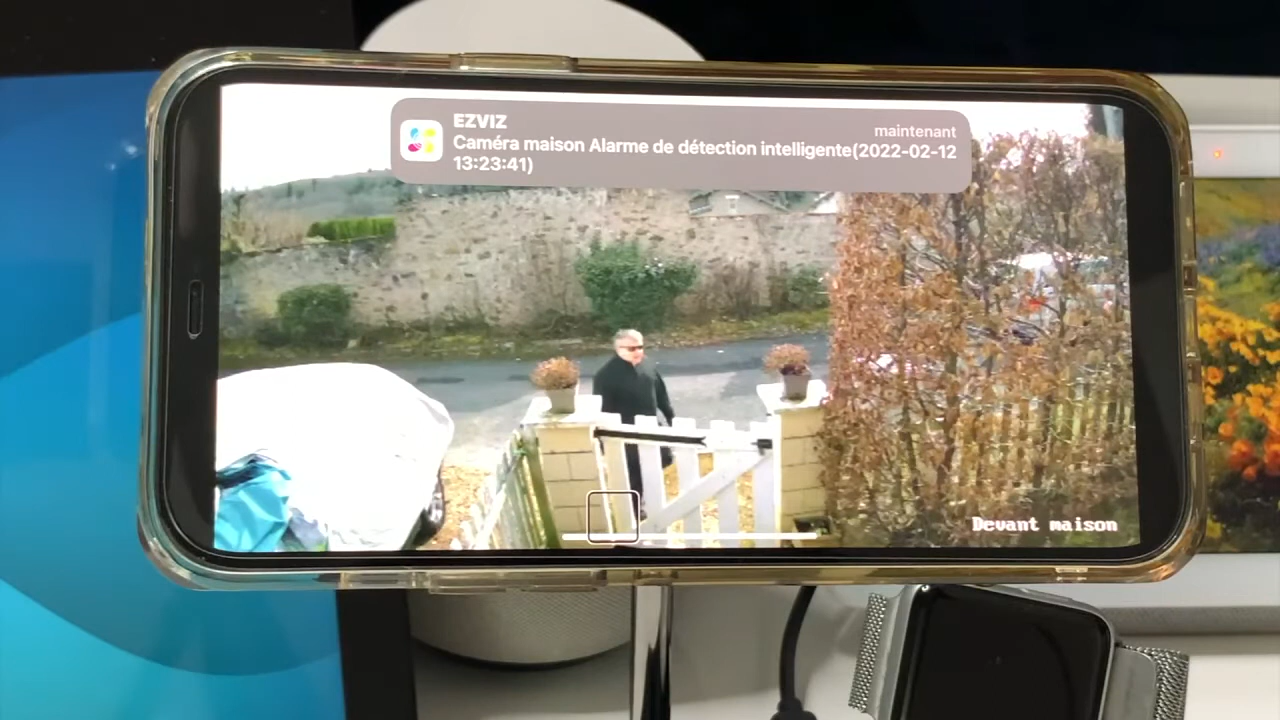 EZVIZ
maintenant
Caméra maison Alarme de détection intelligente(2022-02-12
13:23:41)
Devant maison